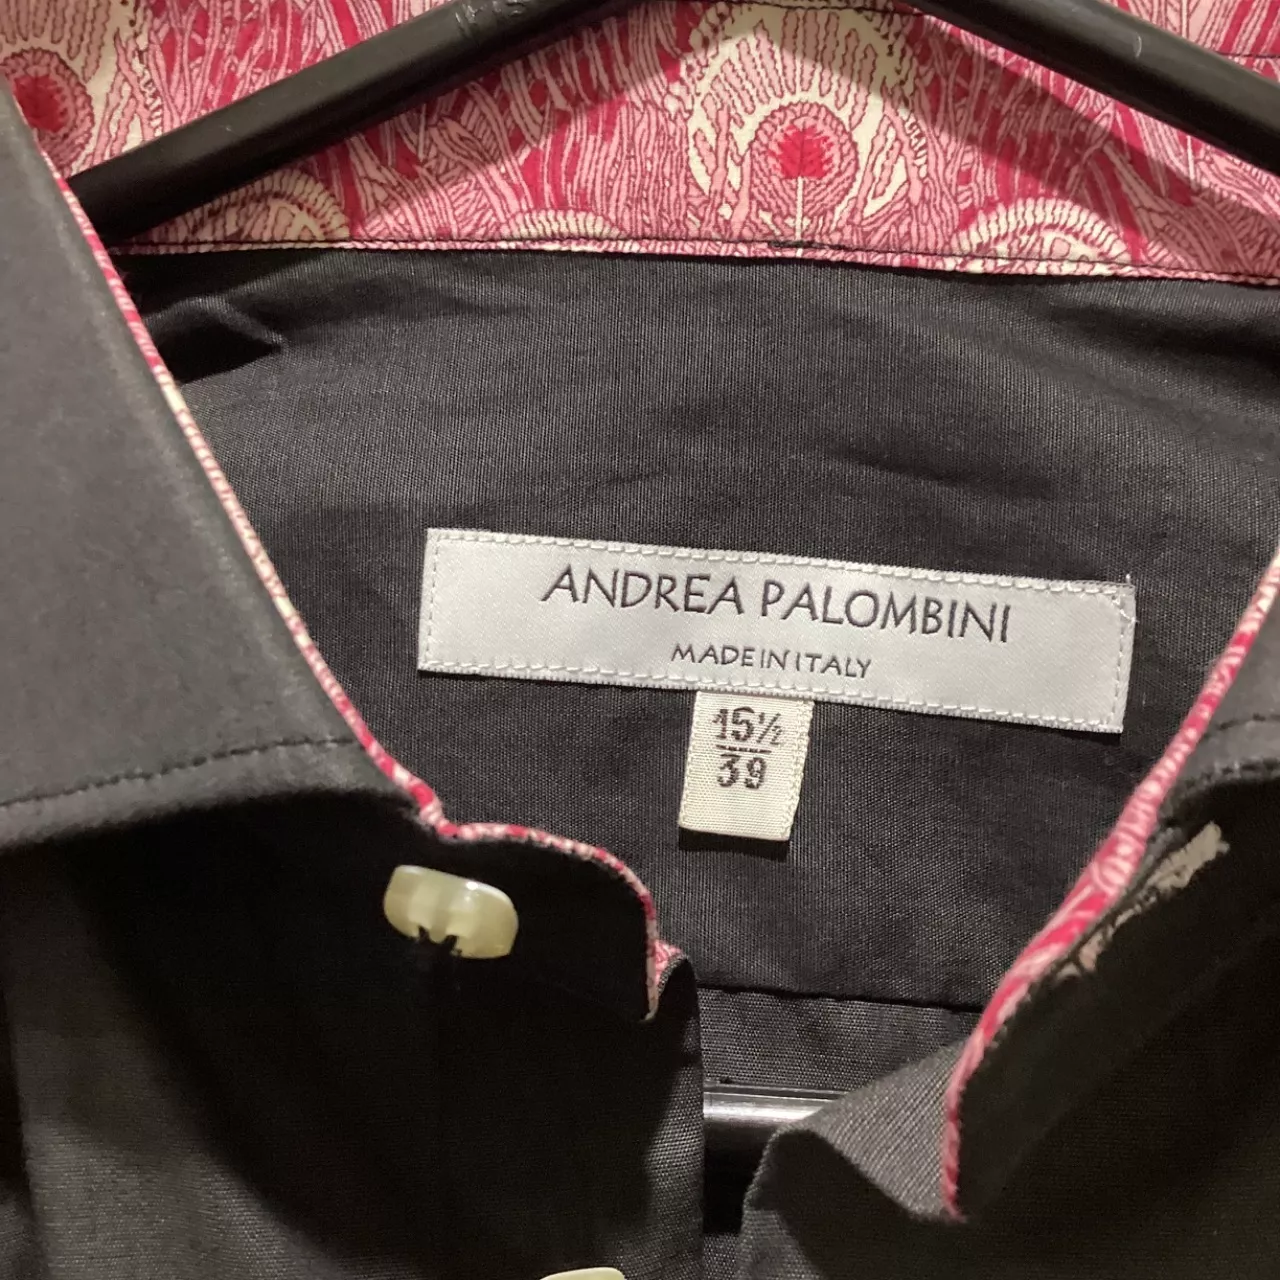 ANDREA PALOMBINI
MADE IN ITALY
15½
39